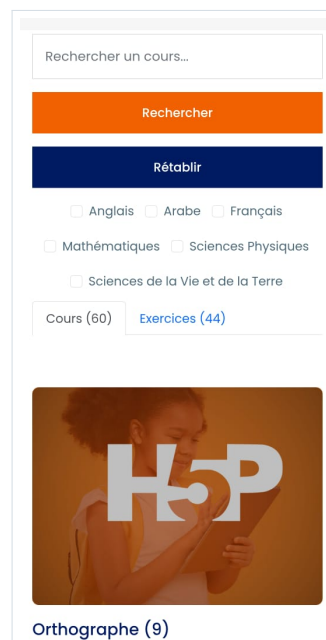 Rechercher un cours...
Rechercher
Rétablir
Anglais Arabe Français
Mathématiques Sciences Physiques
Sciences de la Vie et de la Terre
Cours (60) Exercices (44)
H5P
Orthographe (9)